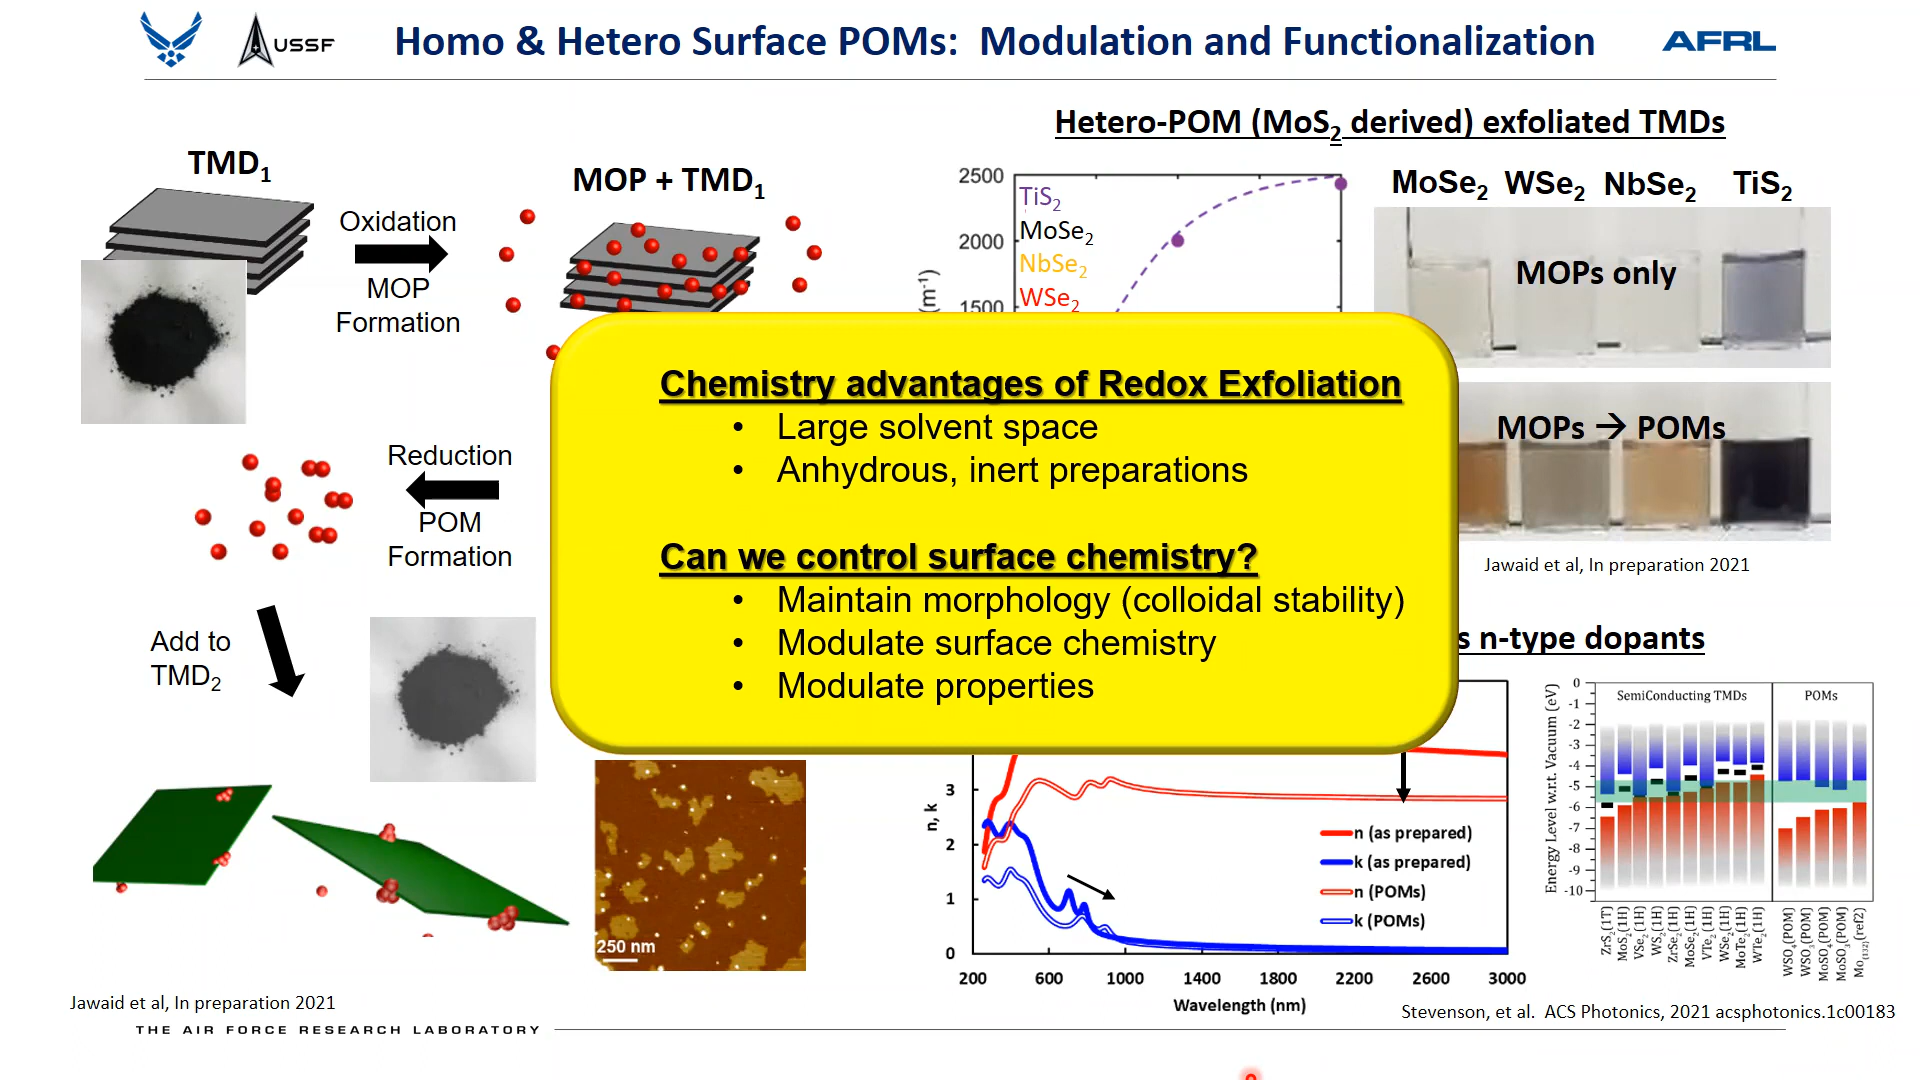 USSF
Homo & Hetero Surface POMs: Modulation and Functionalization
AFRL
TMD1
Oxidation
MOP
Formation
MOP + TMD1
Reduction
POM
Formation
Add to
TMD2
250 nm
Jawaid et al, In preparation 2021
Hetero-POM (MoS2 derived) exfoliated TMDs
2500
2000
1500
(m-1)
TiS2
MoSe2
NbSe2
WSe2
MoSe2 WSe2 NbSe2 TiS2
MOPs only
MOPs → POMs
Jawaid et al, In preparation 2021
Chemistry advantages of Redox Exfoliation
• Large solvent space
• Anhydrous, inert preparations
Can we control surface chemistry?
• Maintain morphology (colloidal stability)
• Modulate surface chemistry
• Modulate properties
s n-type dopants
n, k
3
2
1
0
200 600 1000 1400 1800 2200 2600 3000
Wavelength (nm)
n (as prepared)
k (as prepared)
n (POMs)
k (POMs)
Energy Level w.r.t. Vacuum (eV)
0
-1
-2
-3
-4
-5
-6
-7
-8
-9
-10
SemiConducting TMDs
POMs
ZrS2(1T)
MoS2(1H)
VSe2(1H)
WS2(1H)
ZrSe2(1H)
MoSe2(1H)
VTe2(1H)
WSe2(1H)
MoTe2(1H)
WTe2(1H)
WSO4(POM)
WSO3(POM)
MoSO4(POM)
MoSO3(POM)
Mo[132](ref2)
Stevenson, et al. ACS Photonics, 2021 acsphotonics.1c00183
THE AIR FORCE RESEARCH LABORATORY